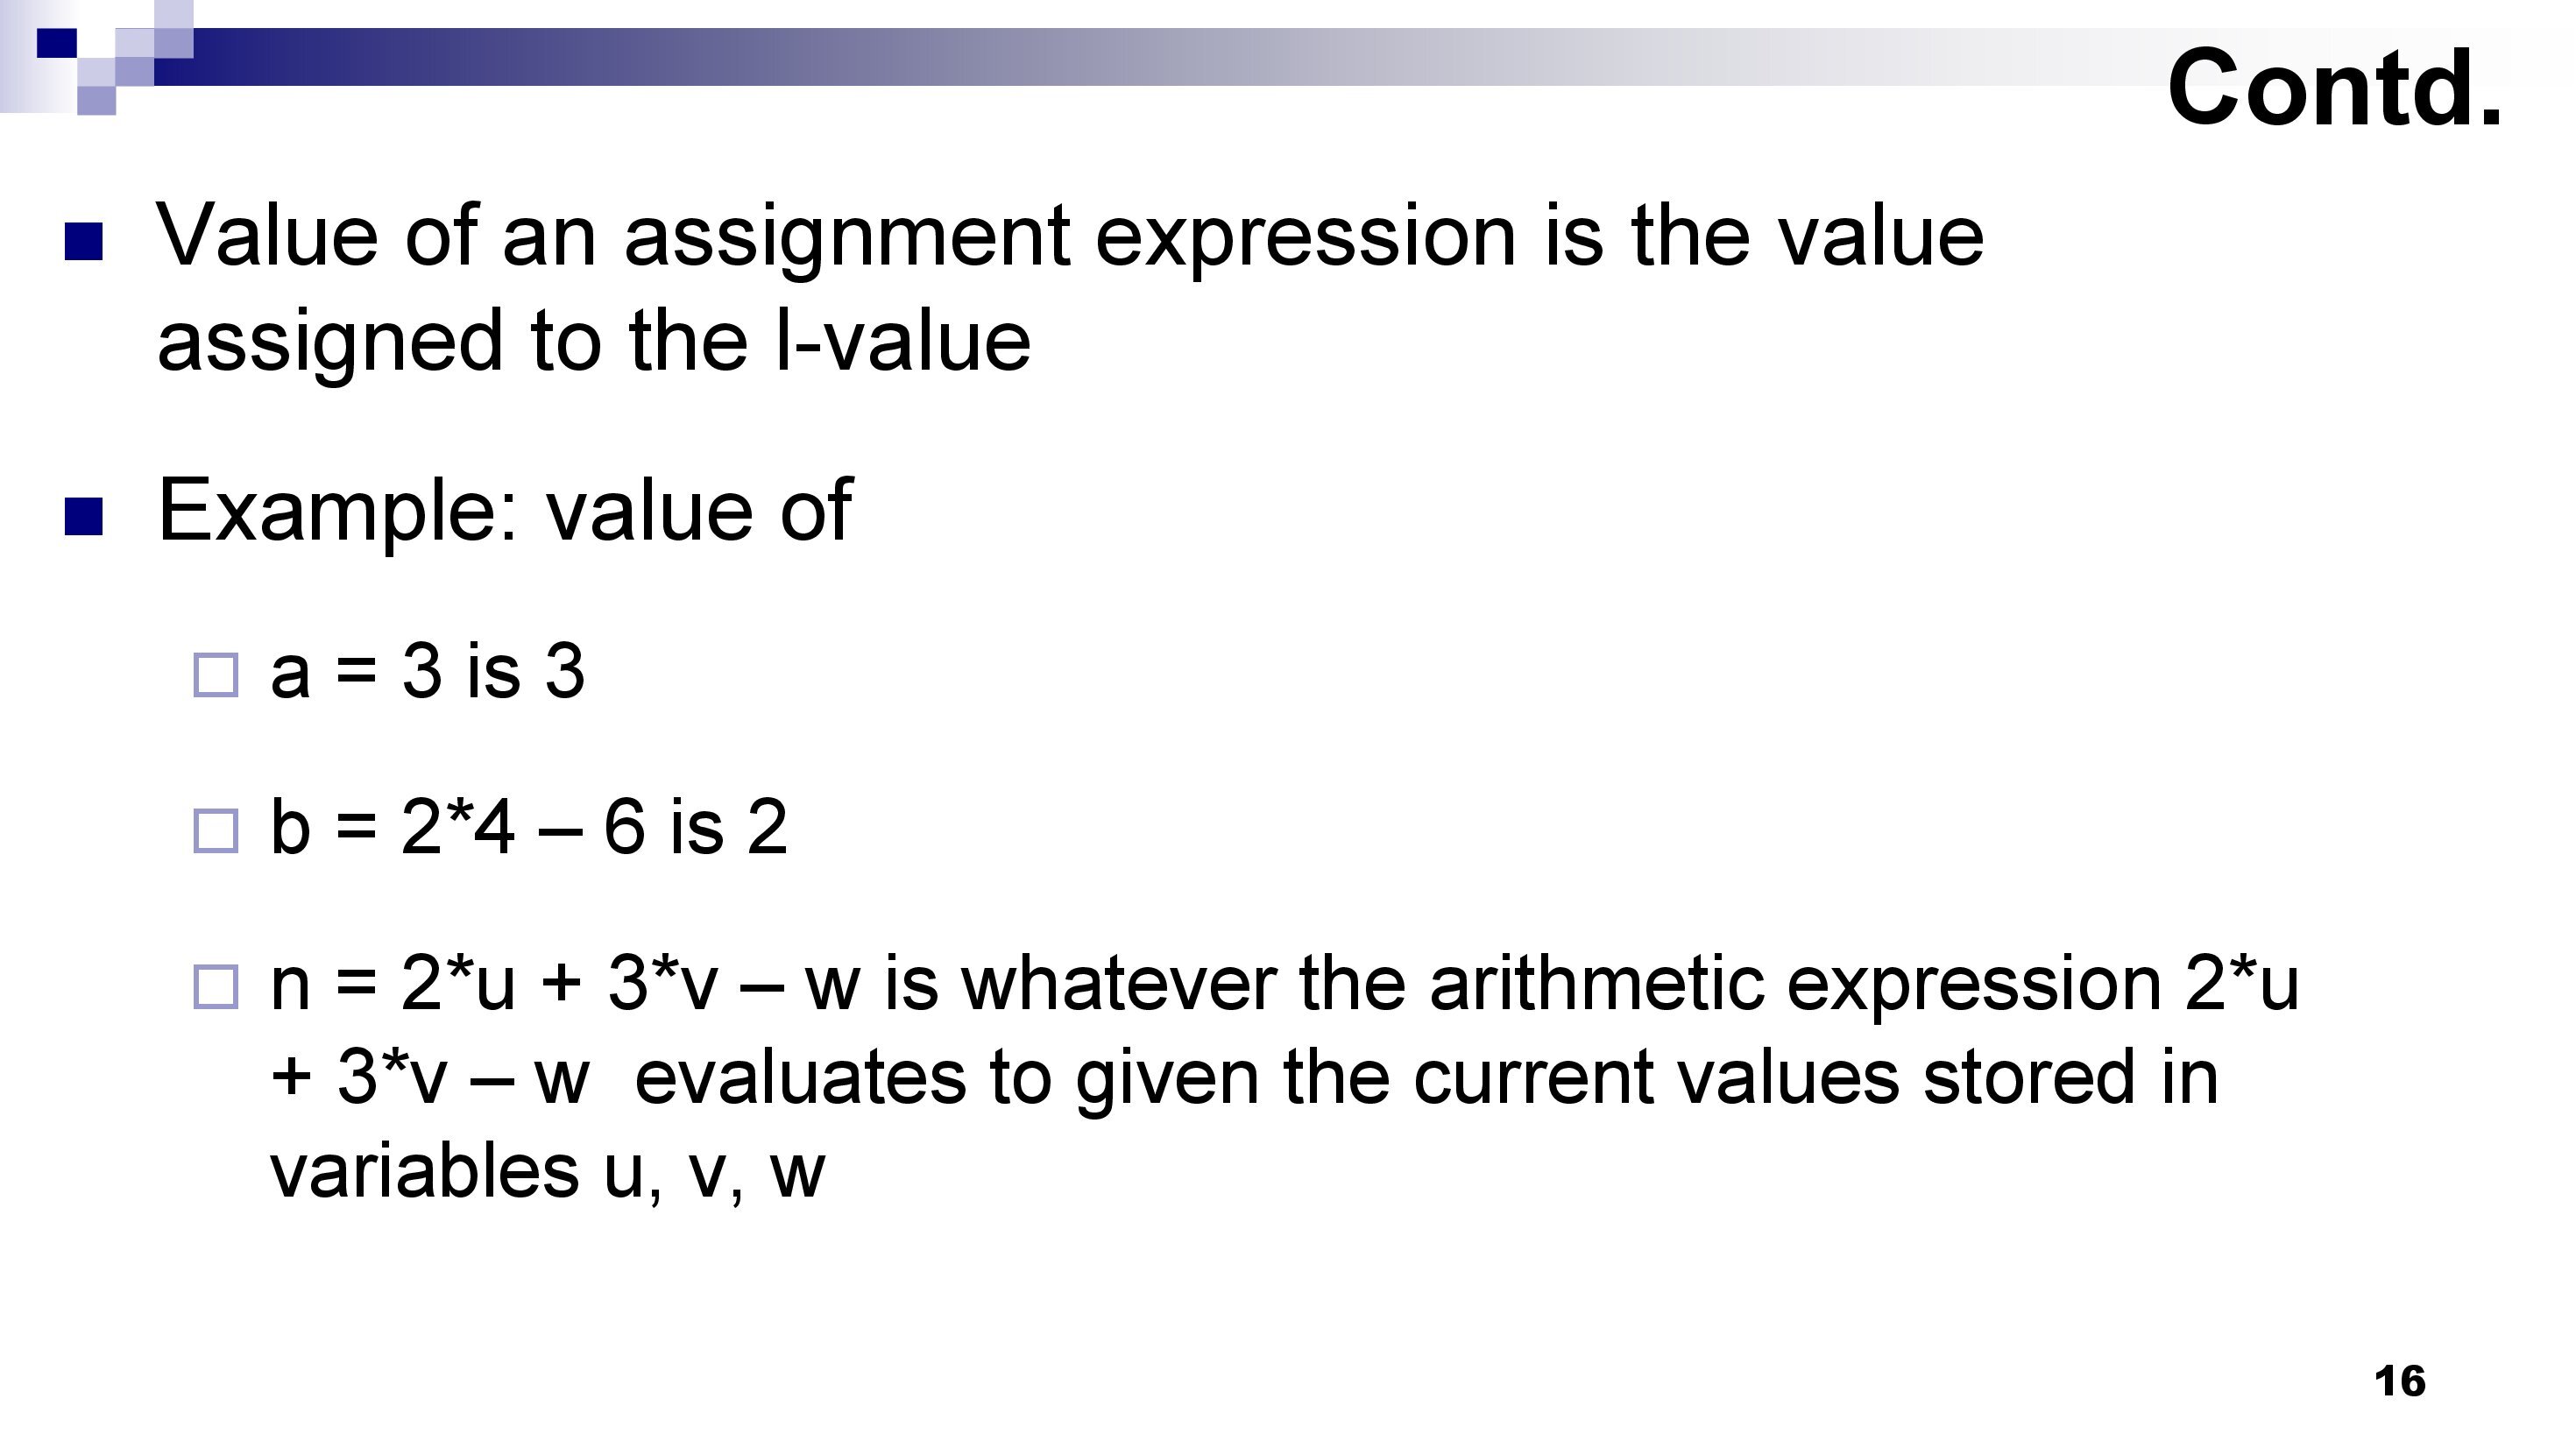 Contd.
Value of an assignment expression is the value
assigned to the l-value
Example: value of
a = 3 is 3
b = 2*4 – 6 is 2
n = 2*u + 3*v – w is whatever the arithmetic expression 2*u
+ 3*v – w  evaluates to given the current values stored in
variables u, v, w
16